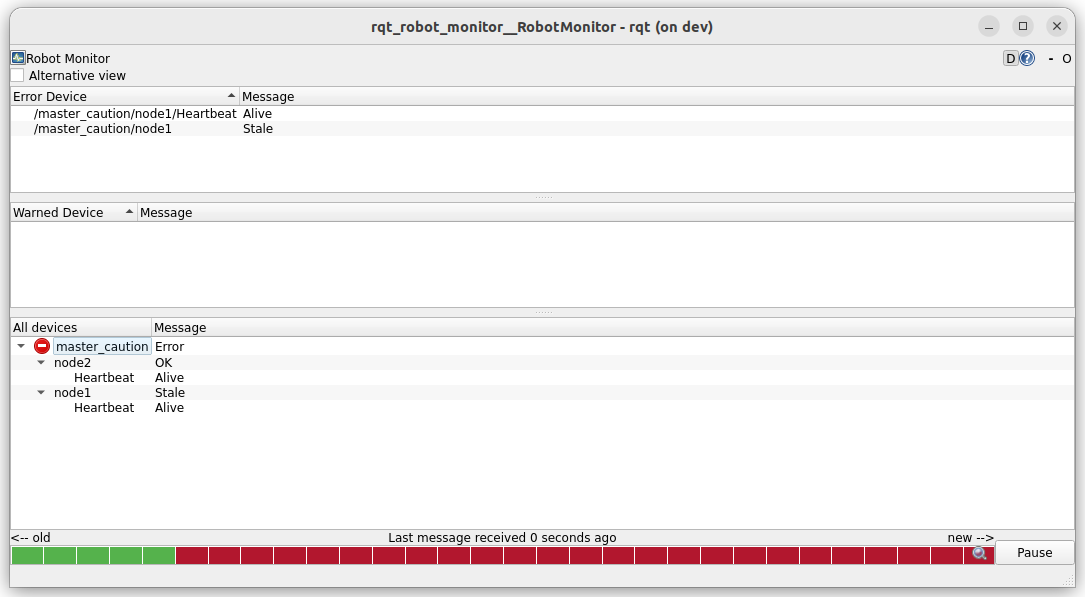 rqt_robot_monitor__RobotMonitor - rqt (on dev)
Robot Monitor D ? - O
Alternative view
Error Device Message
/master_caution/node1/Heartbeat Alive
/master_caution/node1 Stale
Warned Device Message
All devices Message
master_caution Error
node2 OK
Heartbeat Alive
node1 Stale
Heartbeat Alive
<-- old Last message received 0 seconds ago new -->
Pause